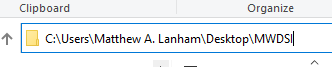 Clipboard Organize
C:\Users\Matthew A. Lanham\Desktop\MWDSI